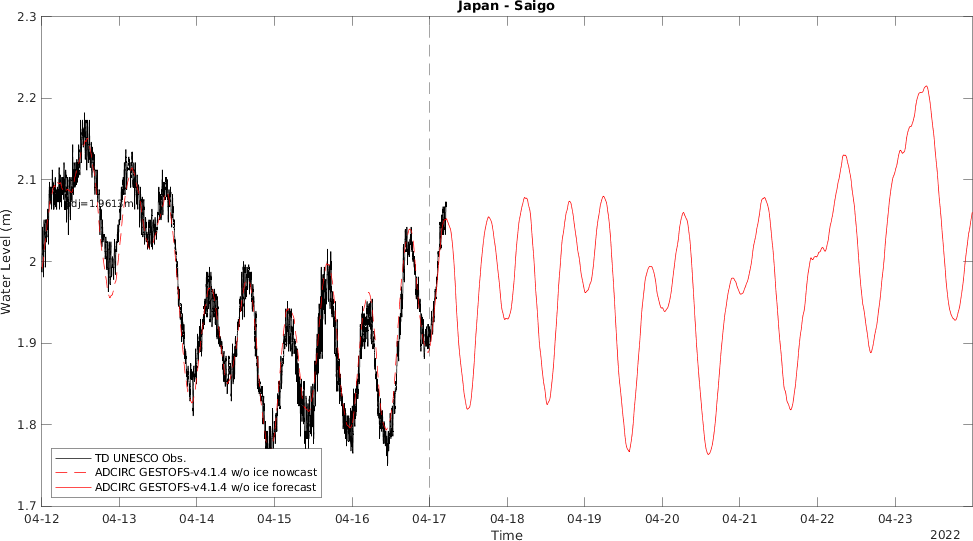 Japan - Saigo
2.3
2.2
2.1
2
1.9
1.8
1.7
Water Level (m)
dj=1.9613m
TD UNESCO Obs.
ADCIRC GESTOFS-v4.1.4 w/o ice nowcast
ADCIRC GESTOFS-v4.1.4 w/o ice forecast
04-12 04-13 04-14 04-15 04-16 04-17 04-18 04-19 04-20 04-21 04-22 04-23
Time
2022